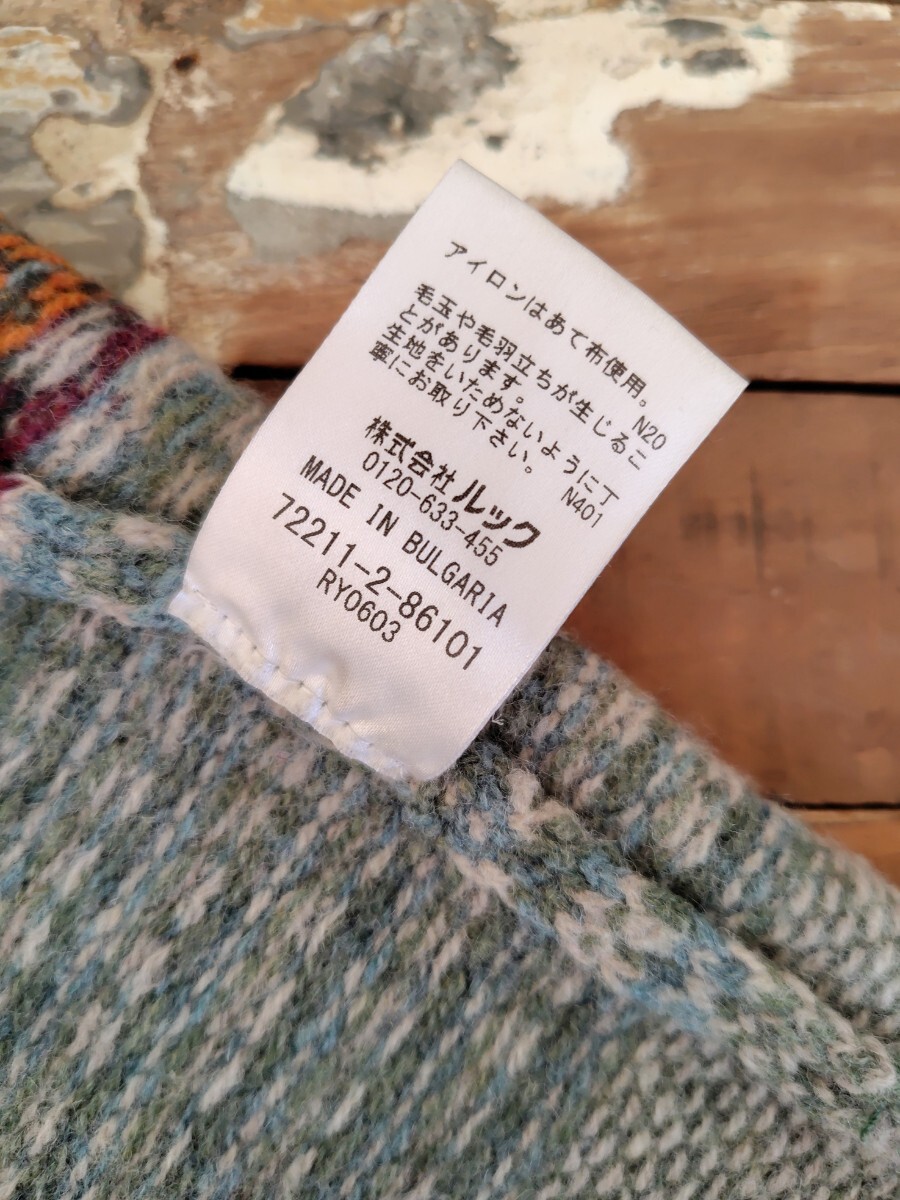 アイロンはあて布使用。 N20
毛玉や毛羽立ちが生じるこ
とがあります。
生地をいためないように丁
寧にお取り下さい。 N401
株式会社ルック
0120-633-455
MADE IN BULGARIA
72211-2-86101
RY0603